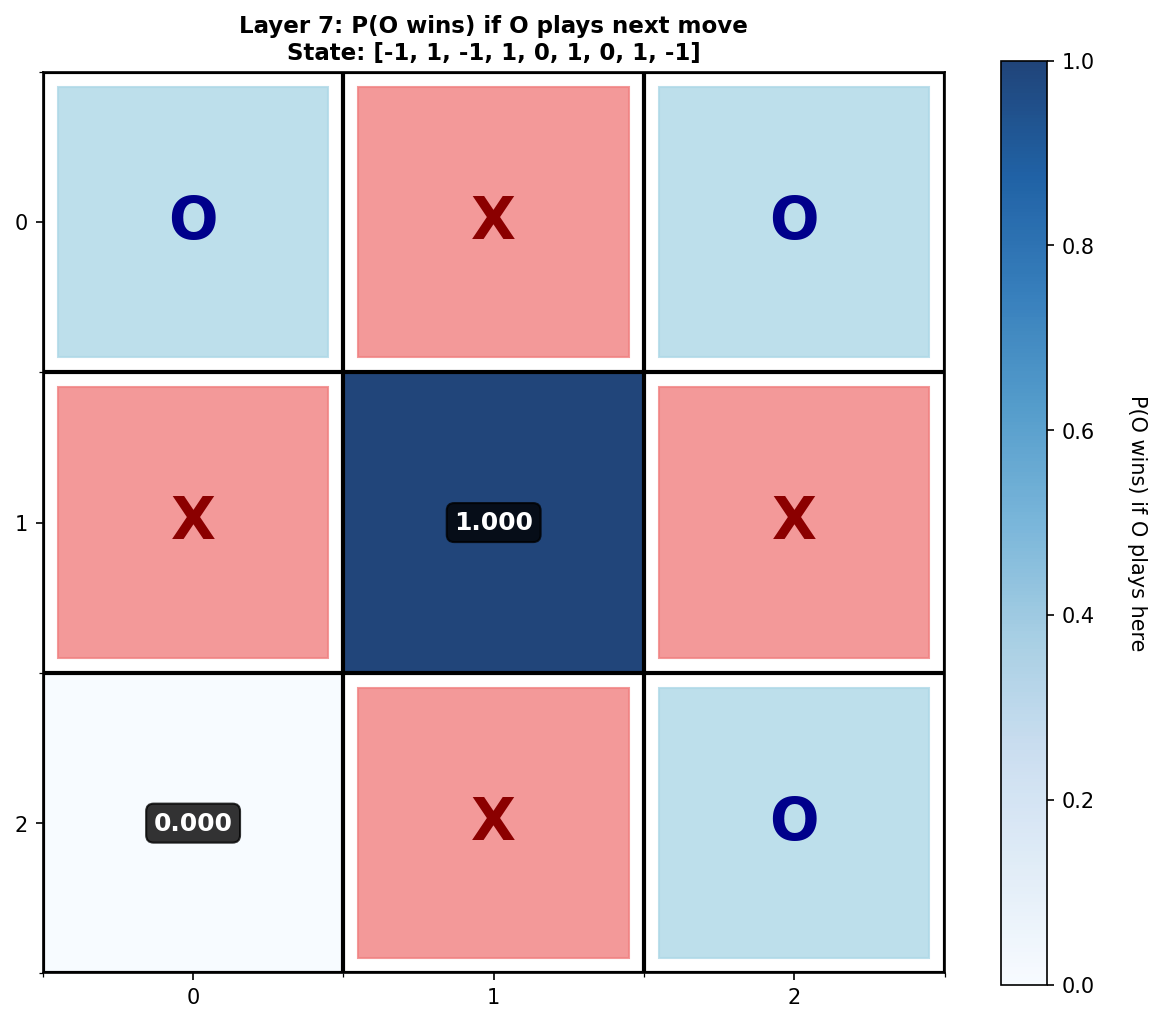 Layer 7: P(O wins) if O plays next move
State: [-1, 1, -1, 1, 0, 1, 0, 1, -1]
O X O
X 1.000 X
0.000 X O
0
1
2
0 1 2
1.0
0.8
0.6
0.4
0.2
0.0
P(O wins) if O plays here